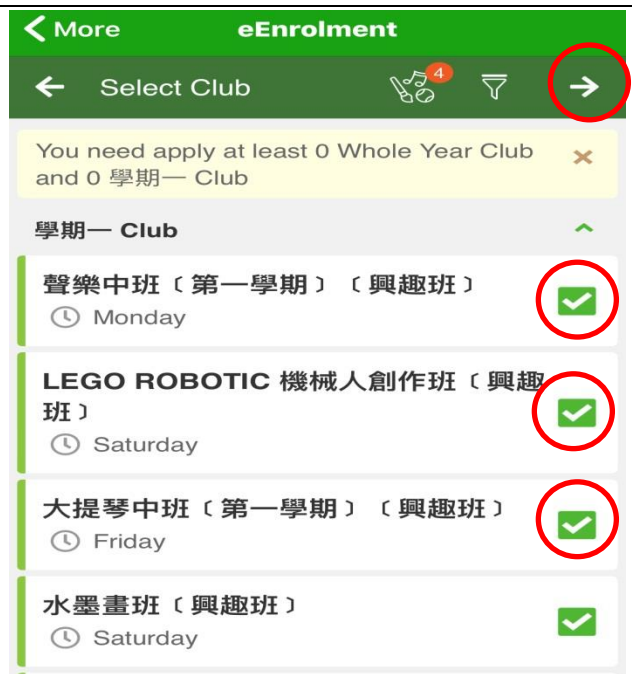 More eEnrolment
Select Club 4
You need apply at least 0 Whole Year Club
and 0 學期一 Club
學期一 Club
聲樂中班﹝第一學期﹞﹝興趣班﹞
Monday
LEGO ROBOTIC 機械人創作班﹝興趣
班﹞
Saturday
大提琴中班﹝第一學期﹞﹝興趣班﹞
Friday
水墨畫班﹝興趣班﹞
Saturday